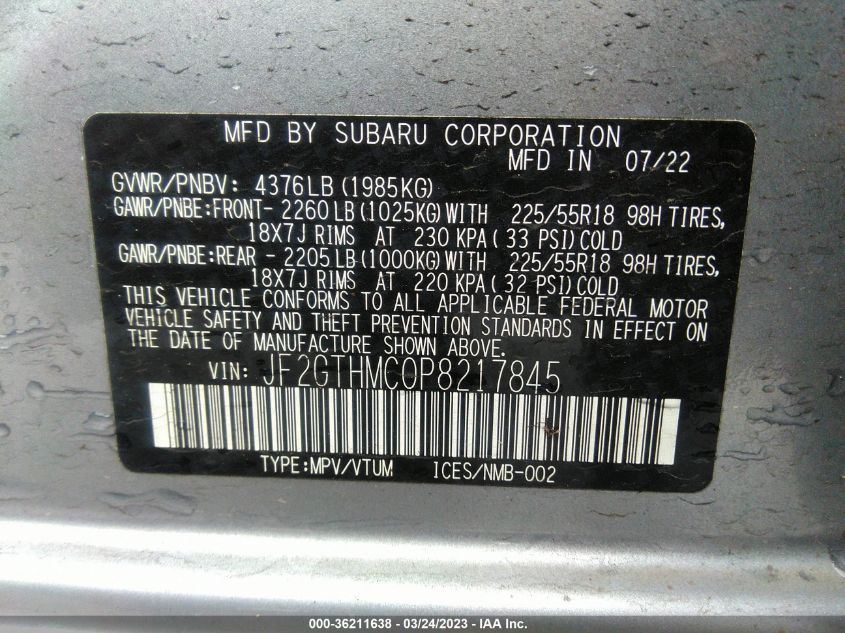 MFD BY SUBARU CORPORATION
MFD IN 07/22
GVWR/PNBV: 4376LB (1985KG)
GAWR/PNBE:FRONT- 2260LB (1025KG) WITH 225/55R18 98H TIRES,
18X7J RIMS AT 230 KPA ( 33 PSI) COLD
GAWR/PNBE:REAR - 2205LB (1000KG) WITH 225/55R18 98H TIRES,
18X7J RIMS AT 220 KPA ( 32 PSI) COLD
THIS VEHICLE CONFORMS TO ALL APPLICABLE FEDERAL MOTOR
VEHICLE SAFETY AND THEFT PREVENTION STANDARDS IN EFFECT ON
THE DATE OF MANUFACTURE SHOWN ABOVE.
VIN: JF2GTHMC0P8217845
TYPE:MPV/VTUM ICES/NMB-002
000-36211638 - 03/24/2023 - IAA Inc.